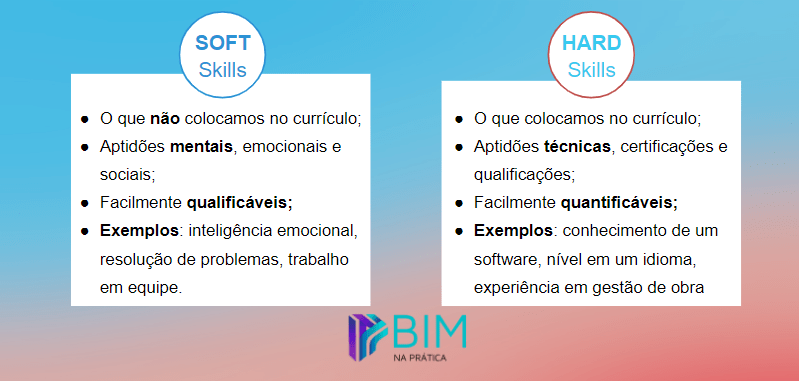 SOFT
Skills
● O que não colocamos no currículo;
● Aptidões mentais, emocionais e
sociais;
● Facilmente qualificáveis;
● Exemplos: inteligência emocional,
resolução de problemas, trabalho
em equipe.
HARD
Skills
● O que colocamos no currículo;
● Aptidões técnicas, certificações e
qualificações;
● Facilmente quantificáveis;
● Exemplos: conhecimento de um
software, nível em um idioma,
experiência em gestão de obra
BIM
NA PRÁTICA